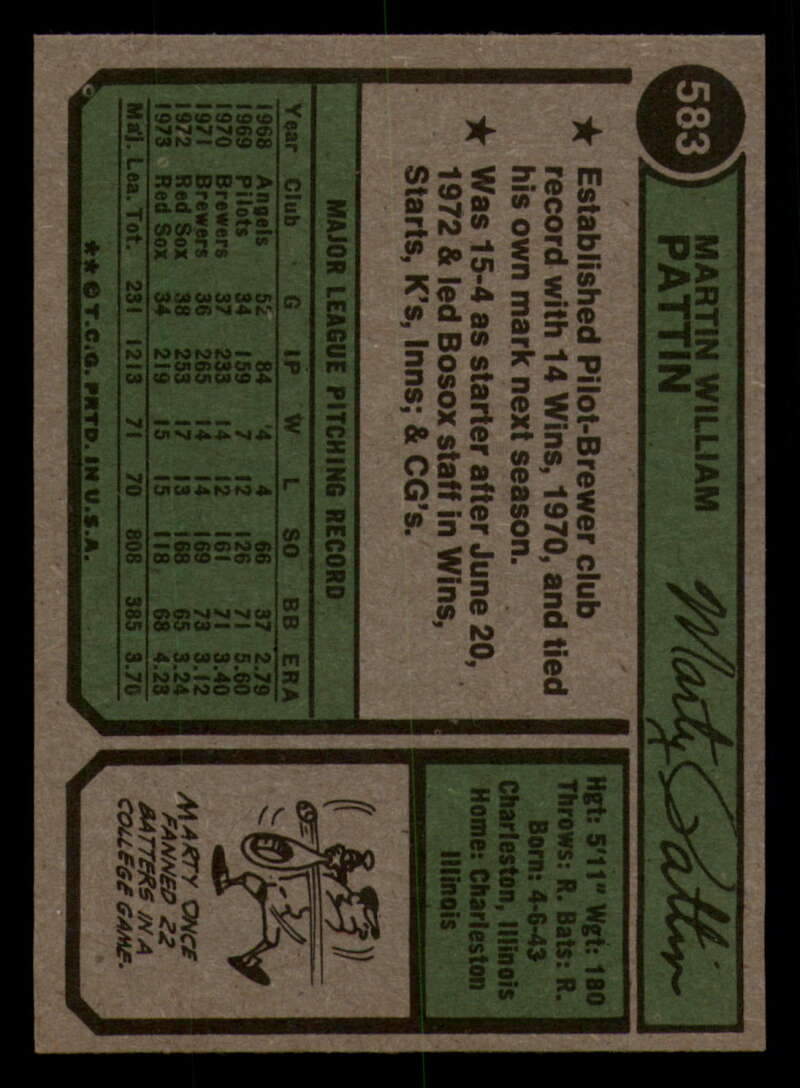 583
MARTIN WILLIAM
PATTIN
Marty Pattin
★ Established Pilot-Brewer club
record with 14 Wins, 1970, and tied
his own mark next season.
★ Was 15-4 as starter after June 20,
1972 & led Bosox staff in Wins,
Starts, K's, Inns; & CG's.
Hgt: 5'11" Wgt: 180
Throws: R. Bats: R.
Born: 4-6-43
Charleston, Illinois
Home: Charleston
Illinois
MAJOR LEAGUE PITCHING RECORD
Year Club G IP W L SO BB ERA
1968 Angels 52 84 4 4 66 37 2.79
1969 Pilots 34 159 7 12 126 71 5.60
1970 Brewers 37 233 14 12 161 71 3.40
1971 Brewers 36 265 14 14 169 73 3.12
1972 Red Sox 38 253 17 13 168 65 3.24
1973 Red Sox 34 219 15 15 118 68 4.23
Maj. Lea. Tot. 231 1213 71 70 808 385 3.70
**© T.C.G. PRTD. IN U.S.A.
MARTY ONCE
FANNED 22
BATTERS IN A
COLLEGE GAME.